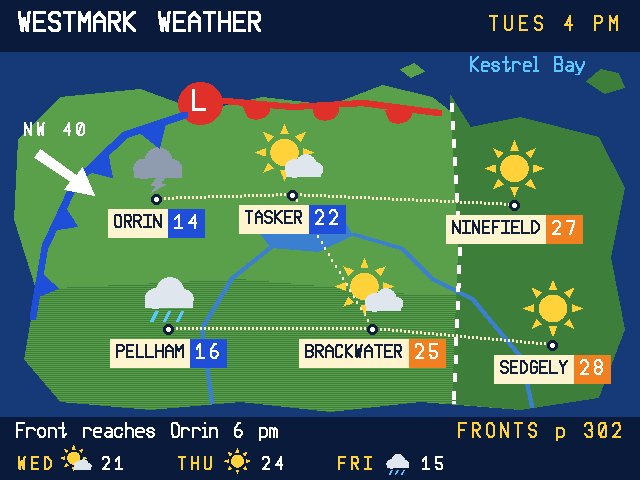 WESTMARK WEATHER
TUES 4 PM
Kestrel Bay
L
NW 40
ORRIN 14
TASKER 22
NINEFIELD 27
PELLHAM 16
BRACKWATER 25
SEDGELY 28
Front reaches Orrin 6 pm
FRONTS p 302
WED 21
THU 24
FRI 15